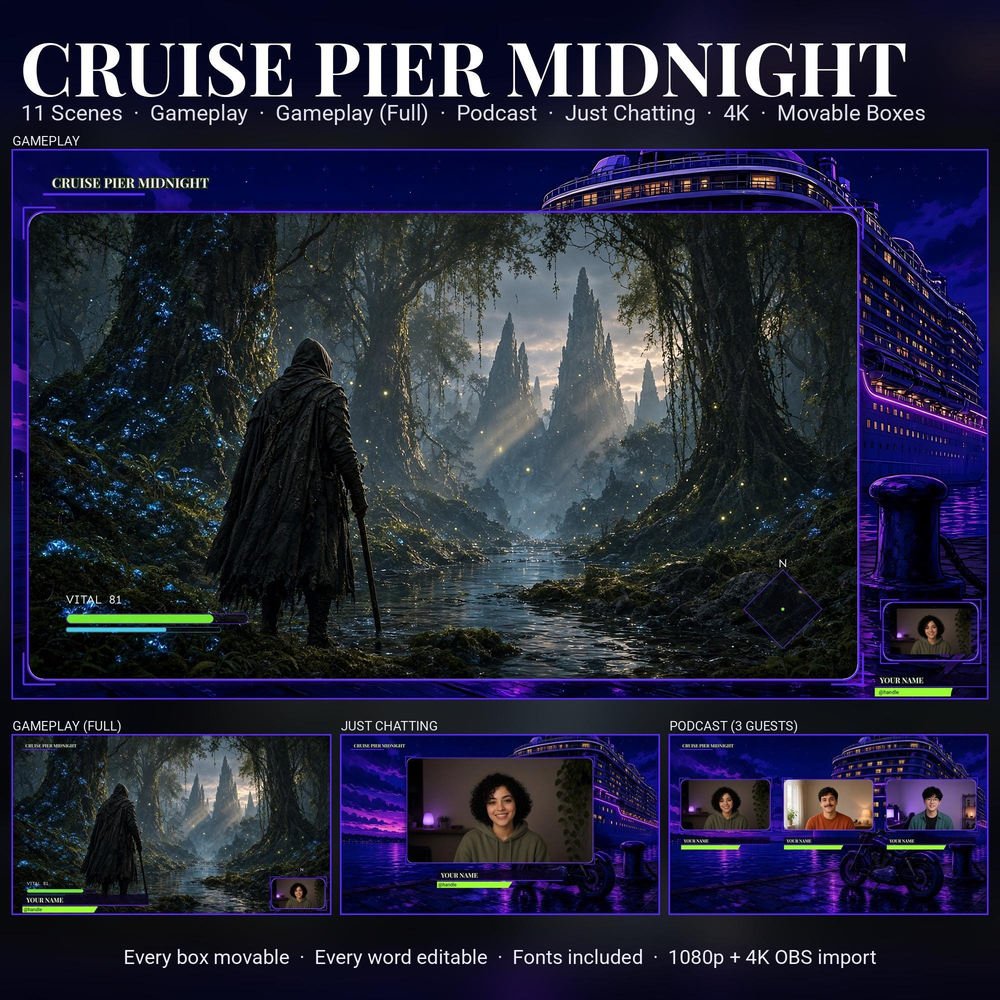 CRUISE PIER MIDNIGHT
11 Scenes · Gameplay · Gameplay (Full) · Podcast · Just Chatting · 4K · Movable Boxes
GAMEPLAY
CRUISE PIER MIDNIGHT
N
VITAL 81
YOUR NAME
@handle
GAMEPLAY (FULL)
JUST CHATTING
PODCAST (3 GUESTS)
CRUISE PIER MIDNIGHT
CRUISE PIER MIDNIGHT
CRUISE PIER MIDNIGHT
N
VITAL 81
YOUR NAME
@handle
YOUR NAME
@handle
YOUR NAME
YOUR NAME
YOUR NAME
Every box movable · Every word editable · Fonts included · 1080p + 4K OBS import